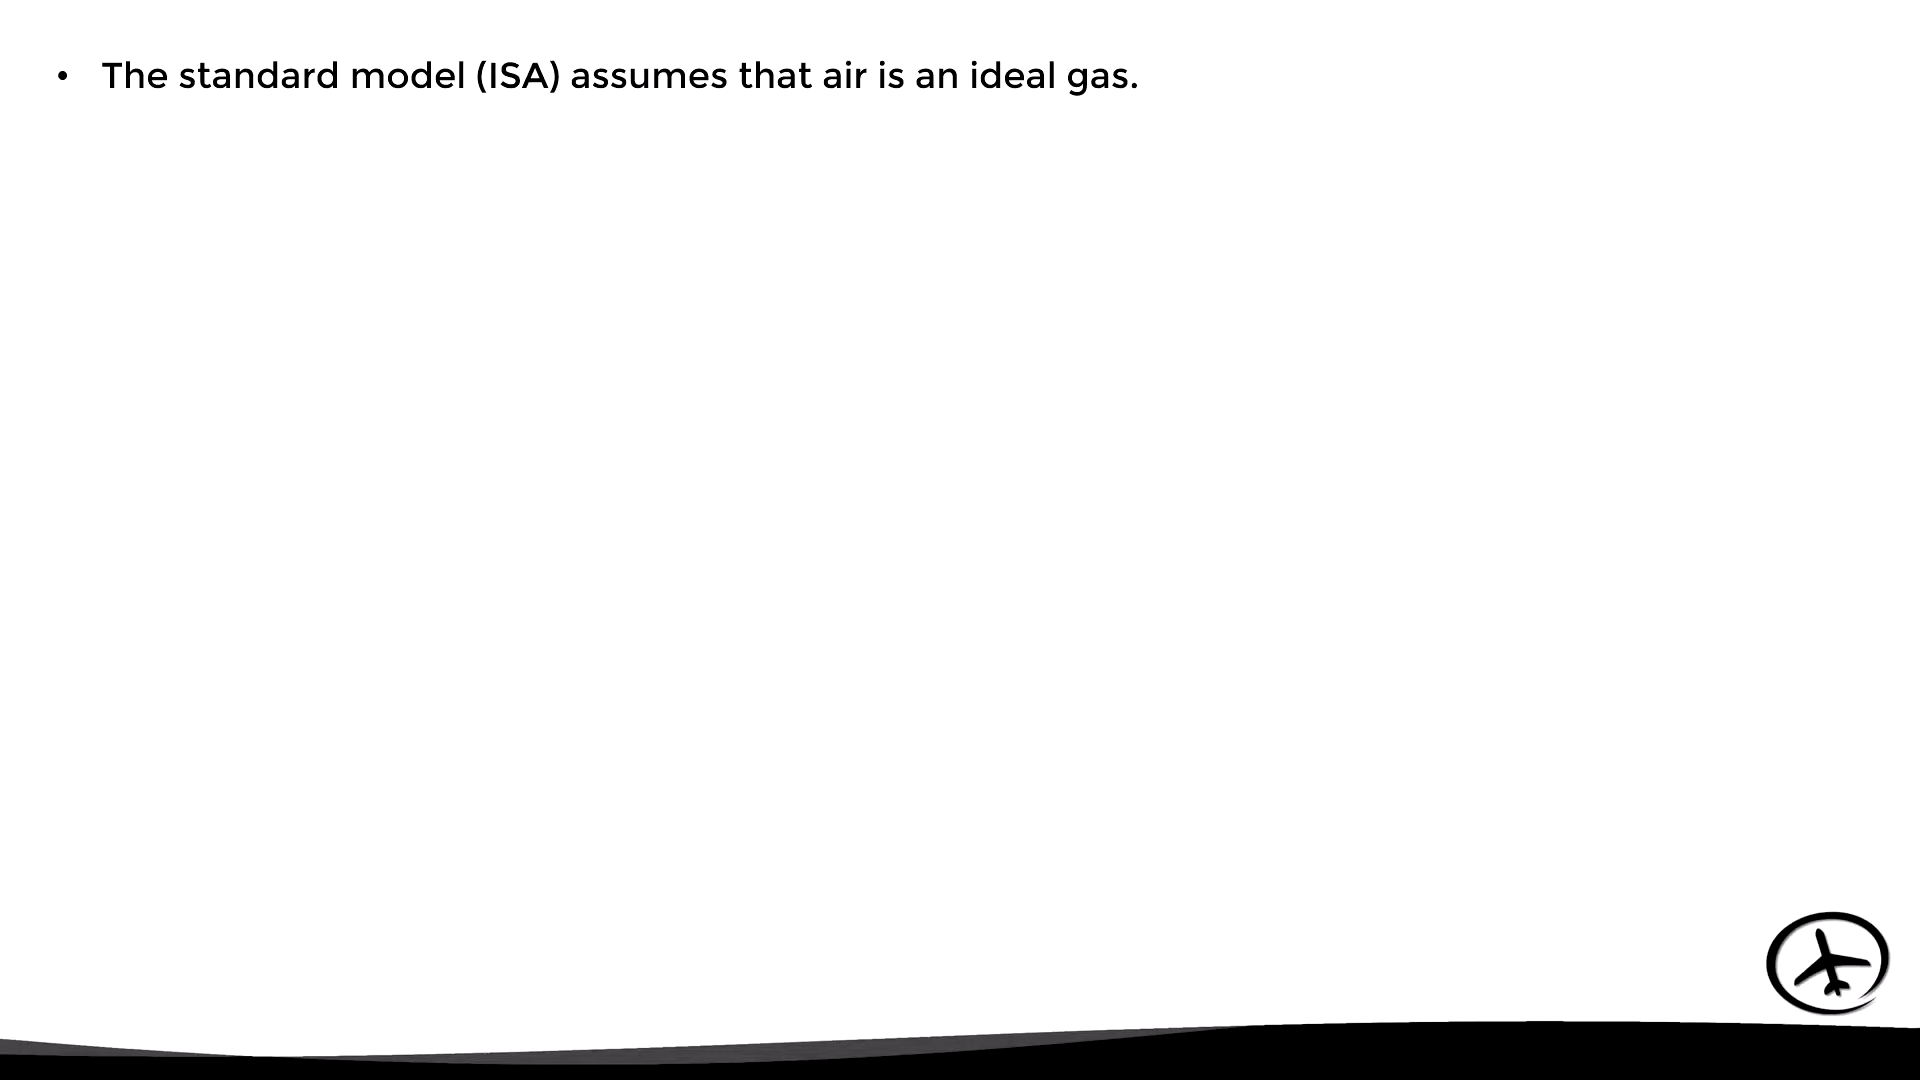 • The standard model (ISA) assumes that air is an ideal gas.